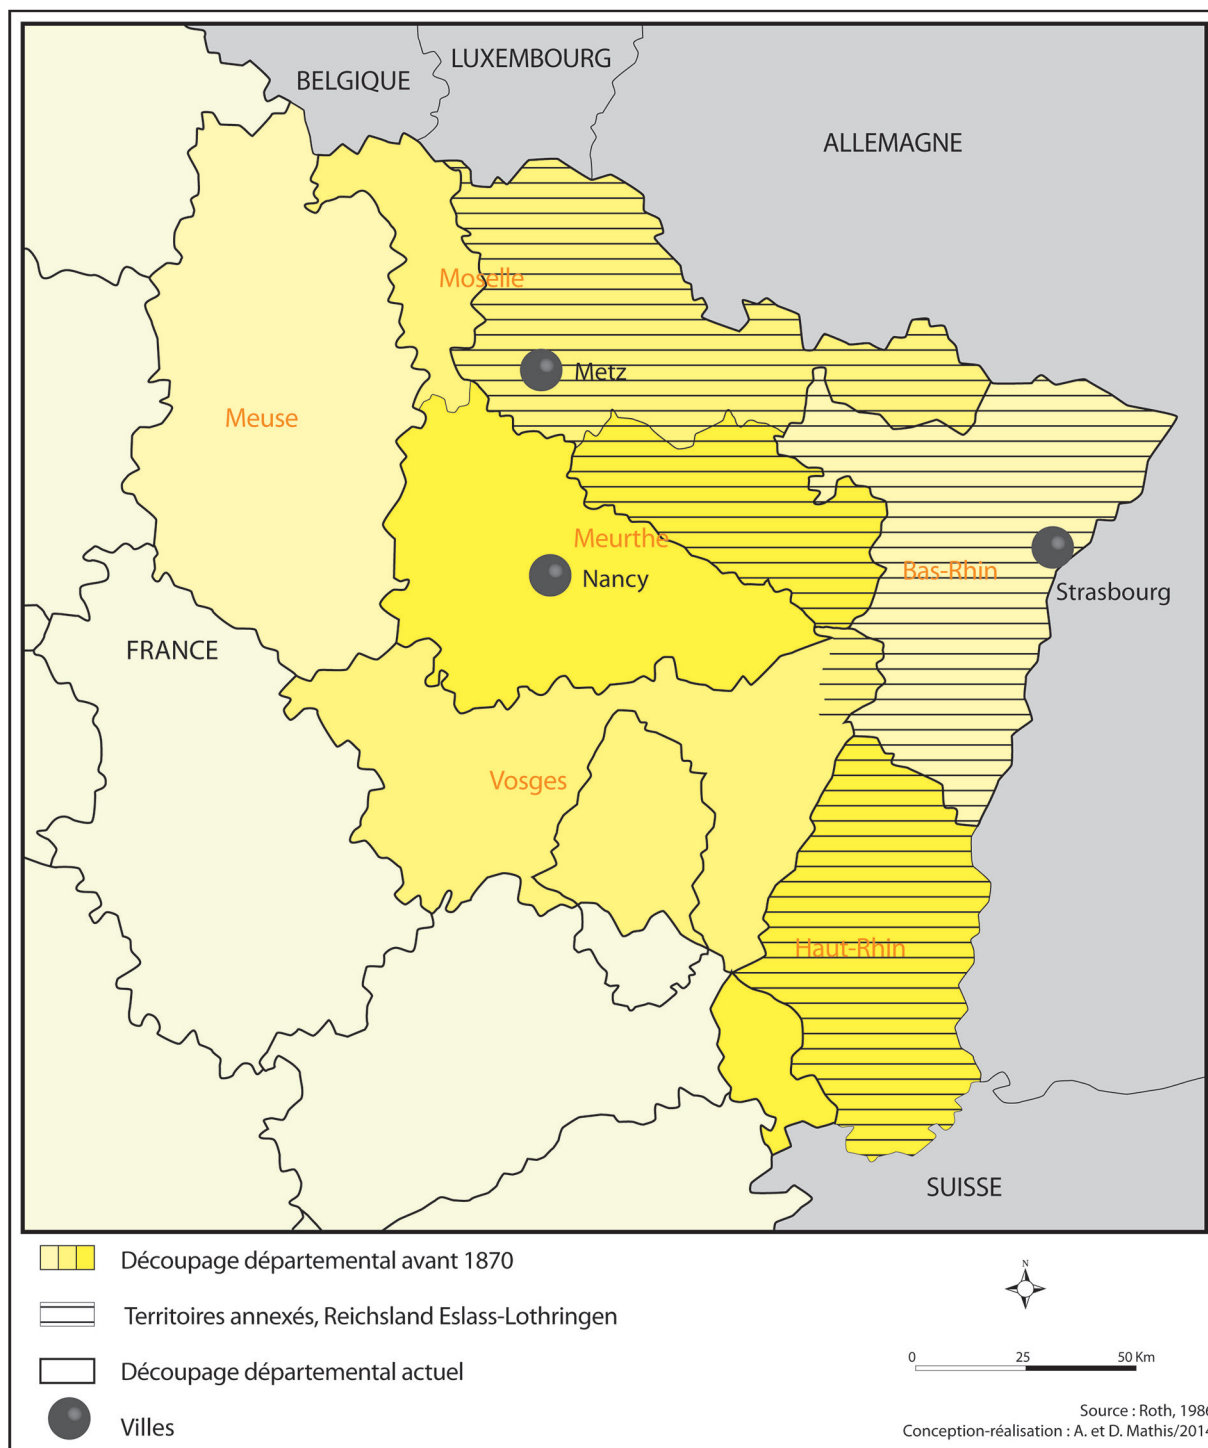 BELGIQUE
LUXEMBOURG
ALLEMAGNE
Moselle
Metz
Meuse
Meurthe
Nancy
Bas-Rhin
Strasbourg
FRANCE
Vosges
Haut-Rhin
SUISSE
Découpage départemental avant 1870
Territoires annexés, Reichsland Eslass-Lothringen
Découpage départemental actuel
Villes
N
0 25 50 Km
Source : Roth, 1986
Conception-réalisation : A. et D. Mathis/2014